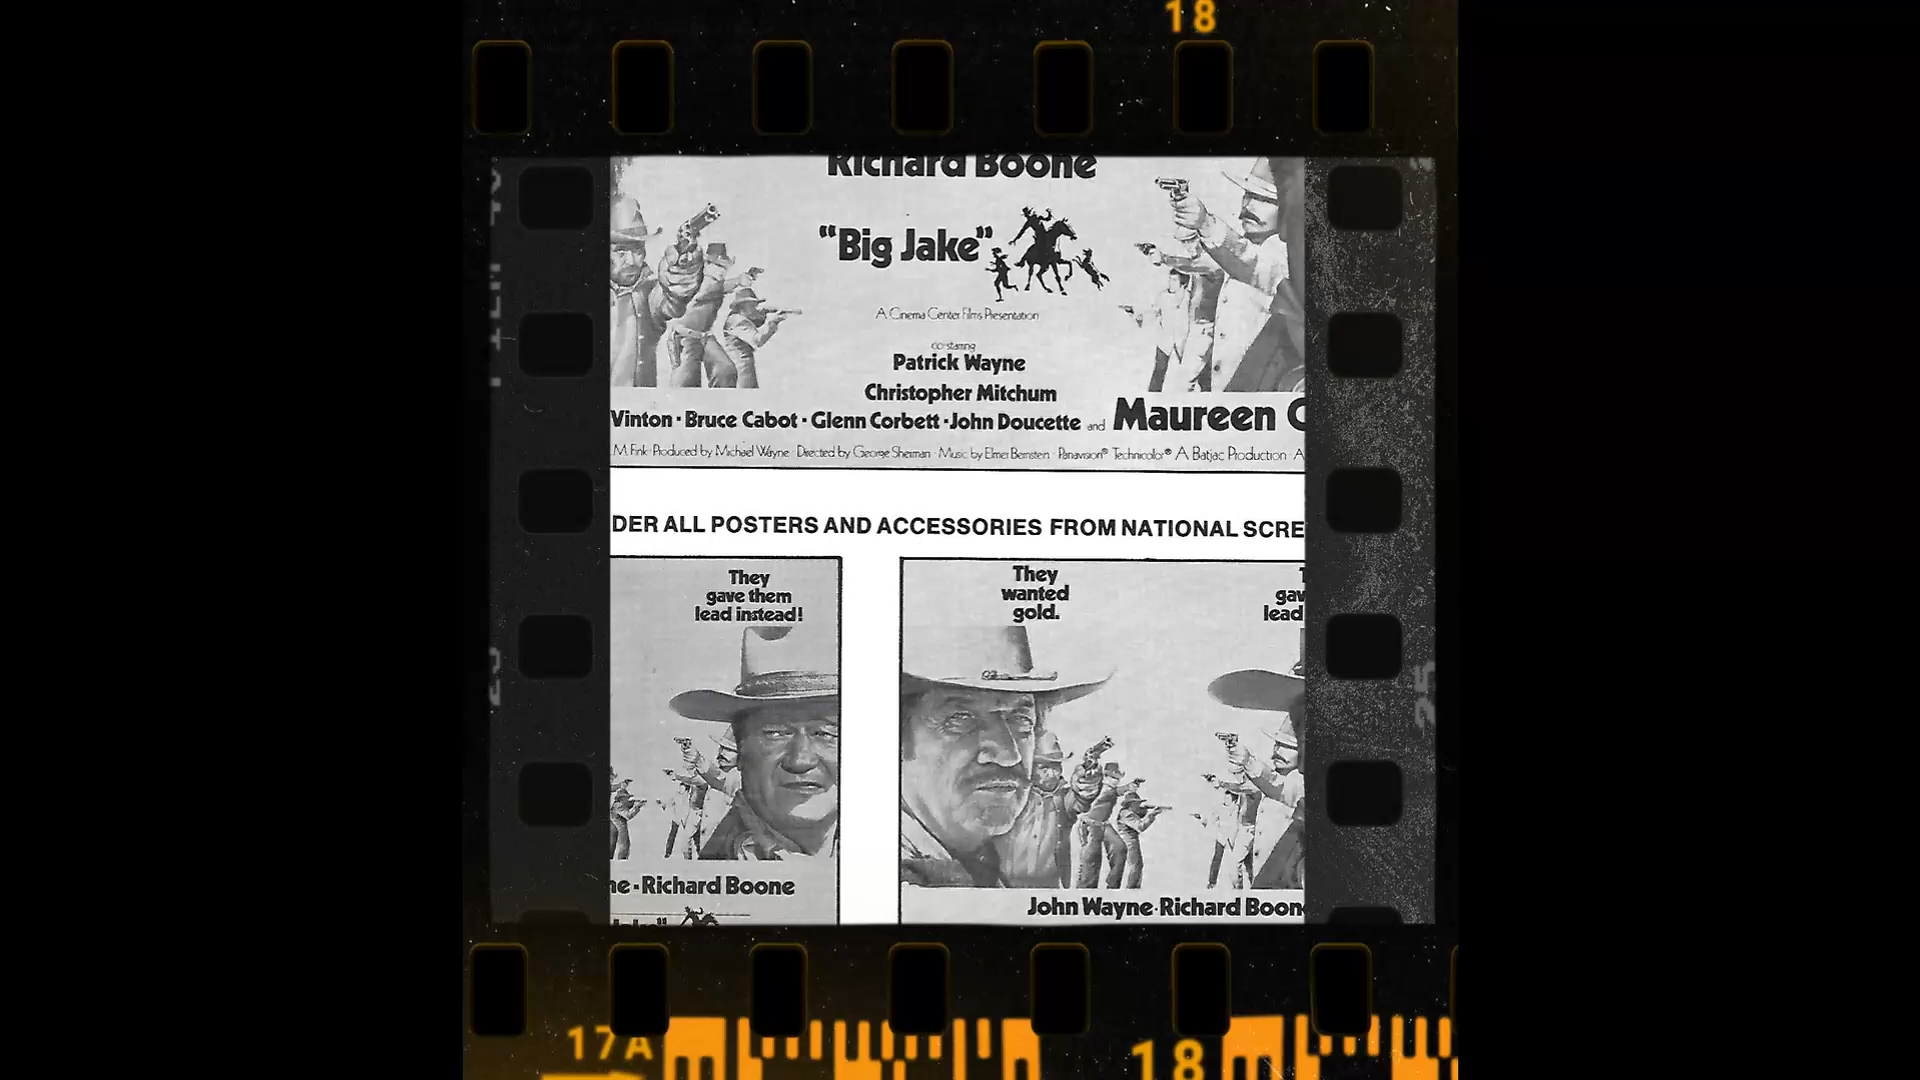 18
Richard Boone
"Big Jake"
A Cinema Center Films Presentation
co-starring
Patrick Wayne
Christopher Mitchum
Vinton · Bruce Cabot · Glenn Corbett · John Doucette and Maureen
M. Fink · Produced by Michael Wayne · Directed by George Sherman · Music by Elmer Bernstein · Panavision® Technicolor® A Batjac Production · A
DER ALL POSTERS AND ACCESSORIES FROM NATIONAL SCRE
They
gave them
lead instead!
They
wanted
gold.
gav
lead
ne · Richard Boone
John Wayne · Richard Boon
17A
18